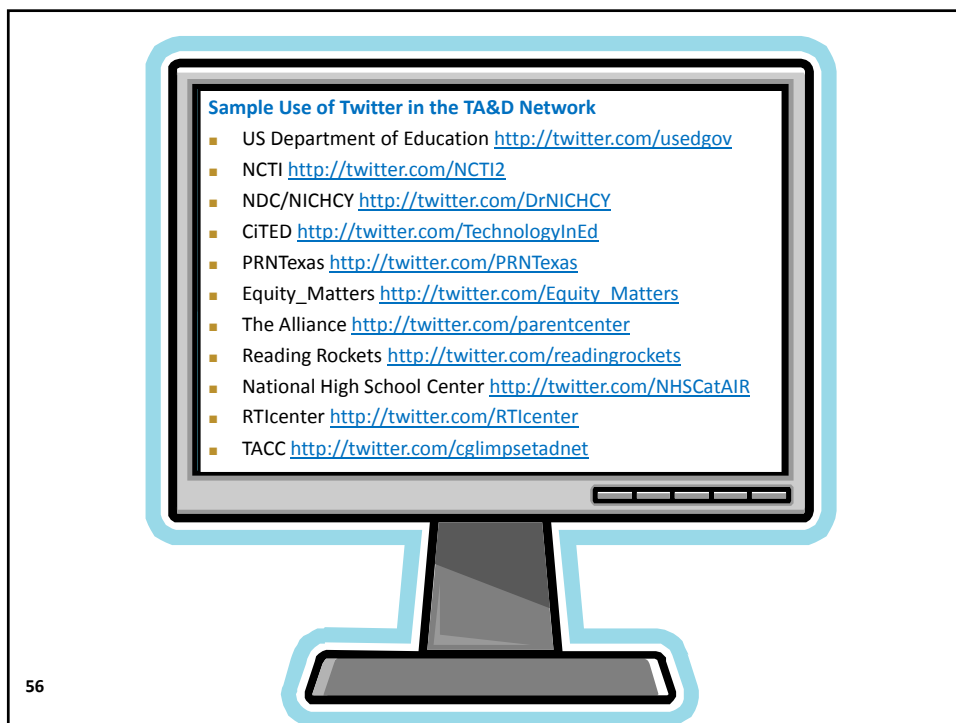 Sample Use of Twitter in the TA&D Network
■ US Department of Education http://twitter.com/usedgov
■ NCTI http://twitter.com/NCTI2
■ NDC/NICHCY http://twitter.com/DrNICHCY
■ CiTED http://twitter.com/TechnologyInEd
■ PRNTexas http://twitter.com/PRNTexas
■ Equity_Matters http://twitter.com/Equity_Matters
■ The Alliance http://twitter.com/parentcenter
■ Reading Rockets http://twitter.com/readingrockets
■ National High School Center http://twitter.com/NHSCatAIR
■ RTIcenter http://twitter.com/RTIcenter
■ TACC http://twitter.com/cglimpsetadnet
56